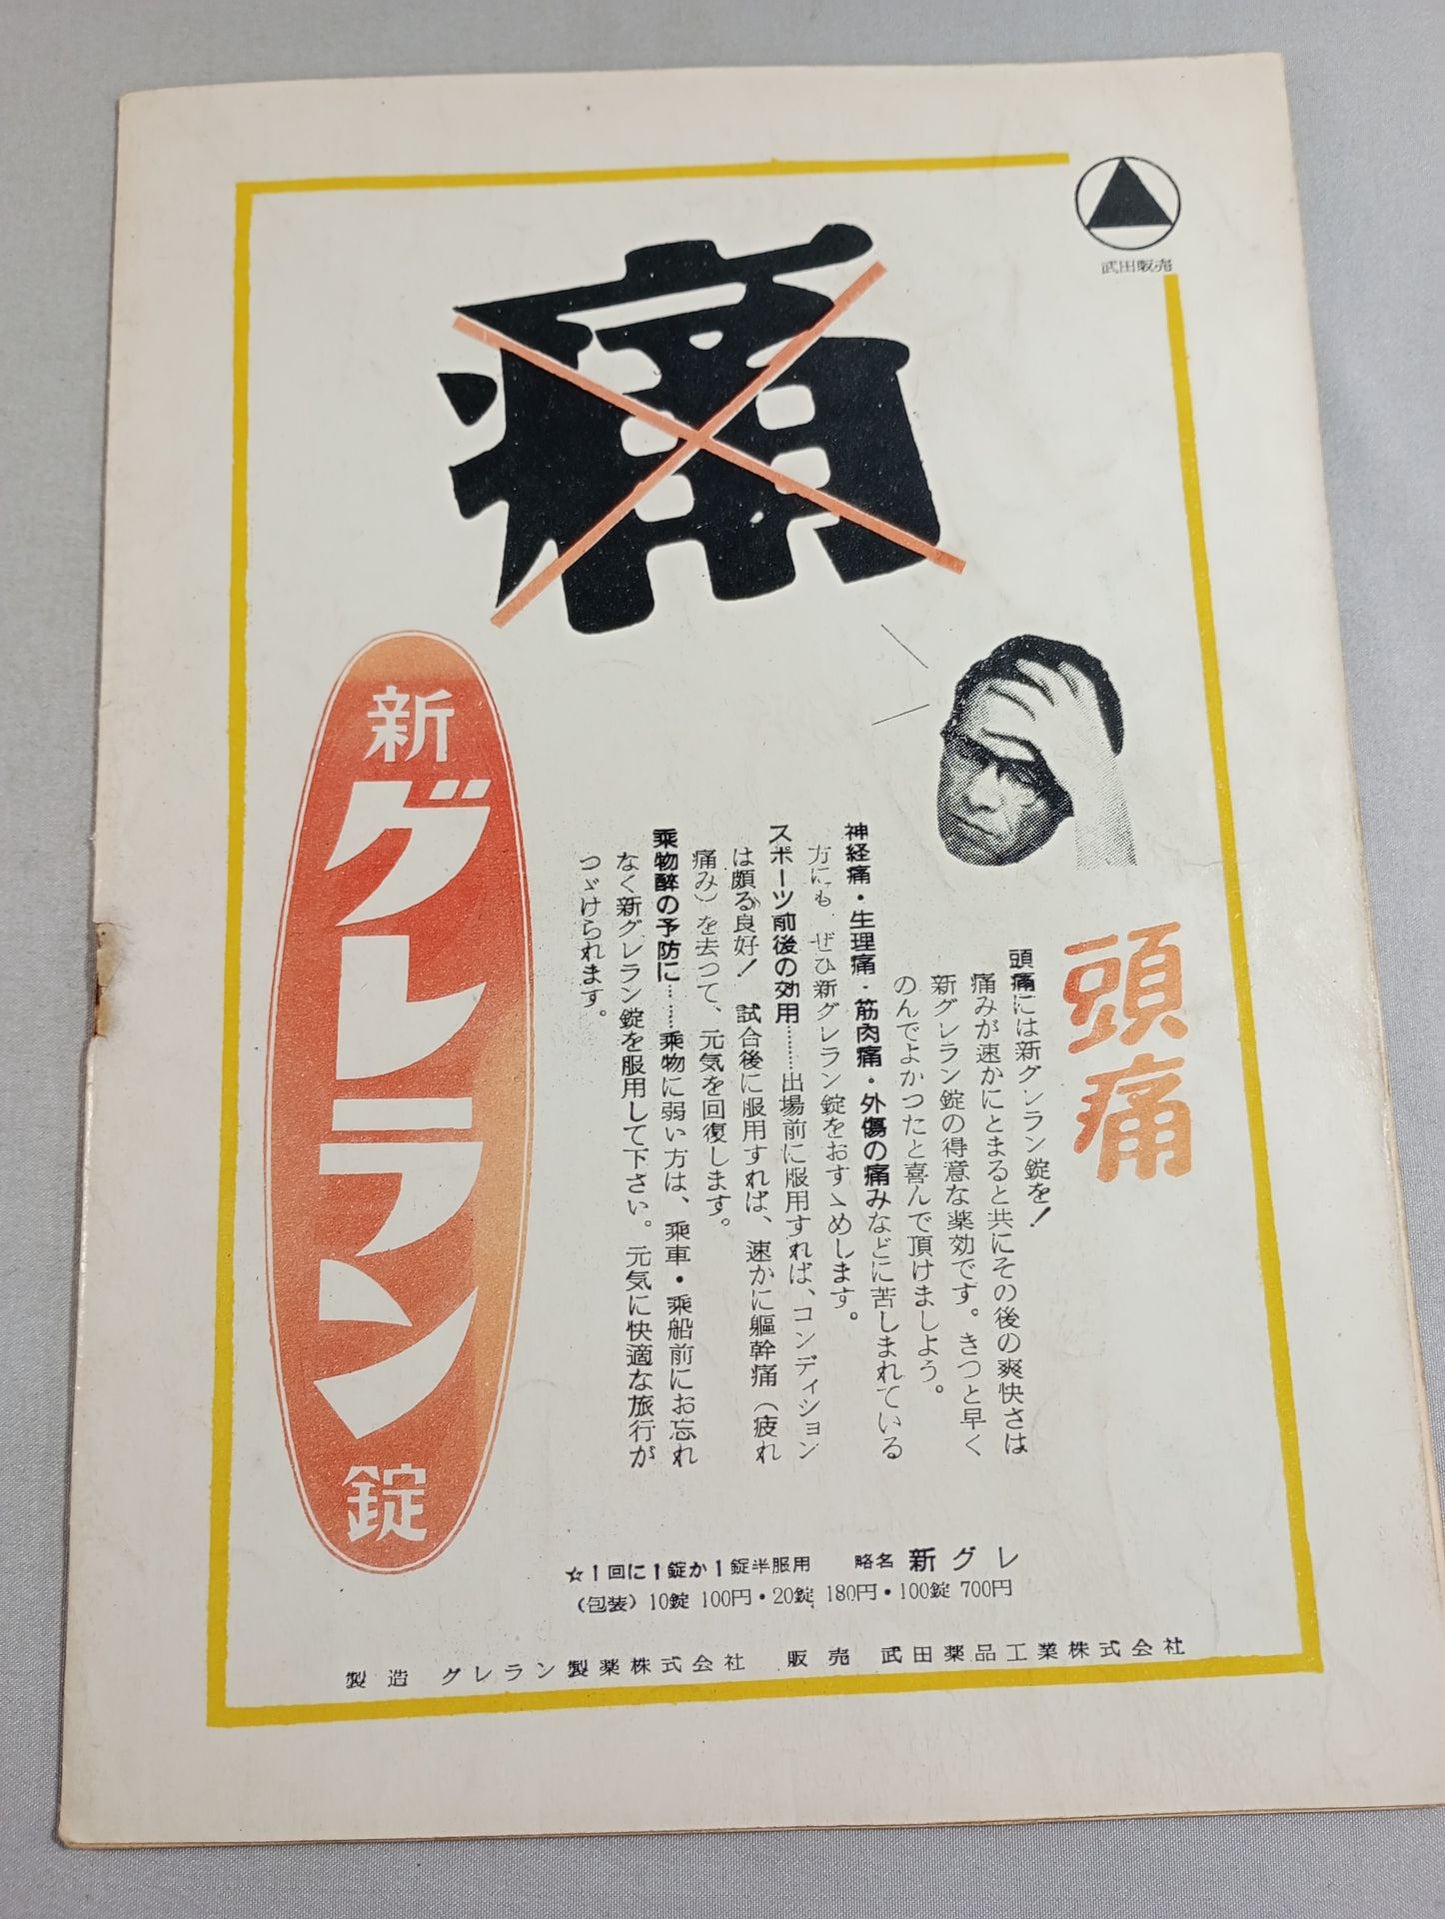 武田販売
痛
頭痛
頭痛には新グレラン錠を!
痛みが速かにとまると共にその後の爽快さは
新グレラン錠の得意な薬効です。きつと早く
のんでよかつたと喜んで頂けましよう。
神経痛・生理痛・筋肉痛・外傷の痛みなどに苦しまれている
方にも ぜひ新グレラン錠をおすゝめします。
スポーツ前後の効用………出場前に服用すれば、コンディション
は頗る良好! 試合後に服用すれば、速かに軀幹痛(疲れ
痛み)を去つて、元気を回復します。
乗物酔の予防に………乗物に弱い方は、乗車・乗船前にお忘れ
なく新グレラン錠を服用して下さい。元気に快適な旅行が
つゞけられます。
新グレラン錠
☆1回に1錠か1錠半服用 略名 新グレ
(包装)10錠 100円・20錠 180円・100錠 700円
製造 グレラン製薬株式会社 販売 武田薬品工業株式会社